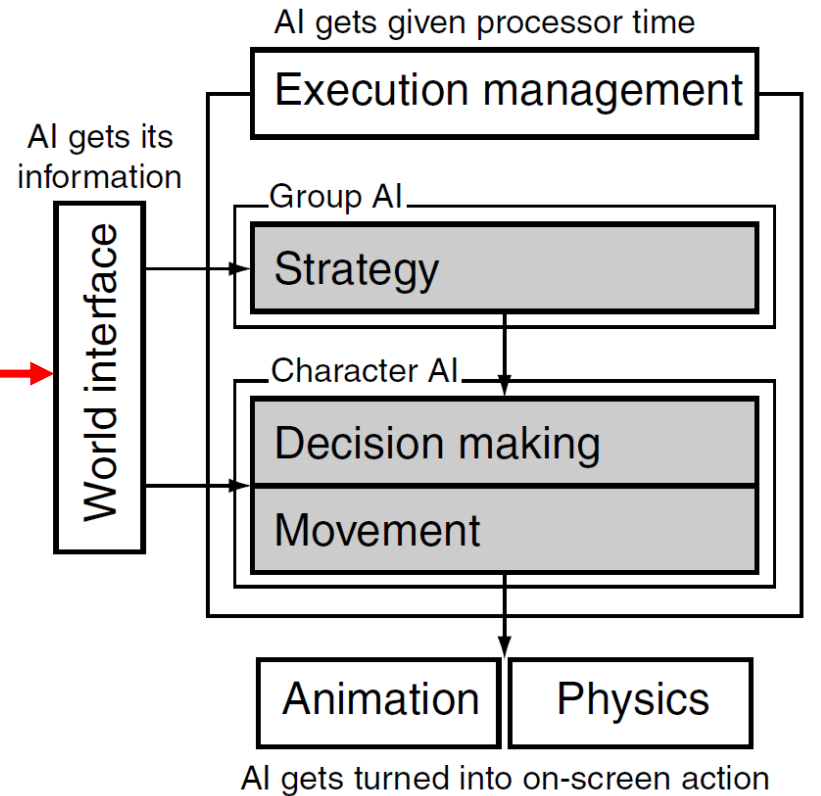 AI gets given processor time
Execution management
AI gets its
information
World interface
Group AI
Strategy
Character AI
Decision making
Movement
Animation
Physics
AI gets turned into on-screen action